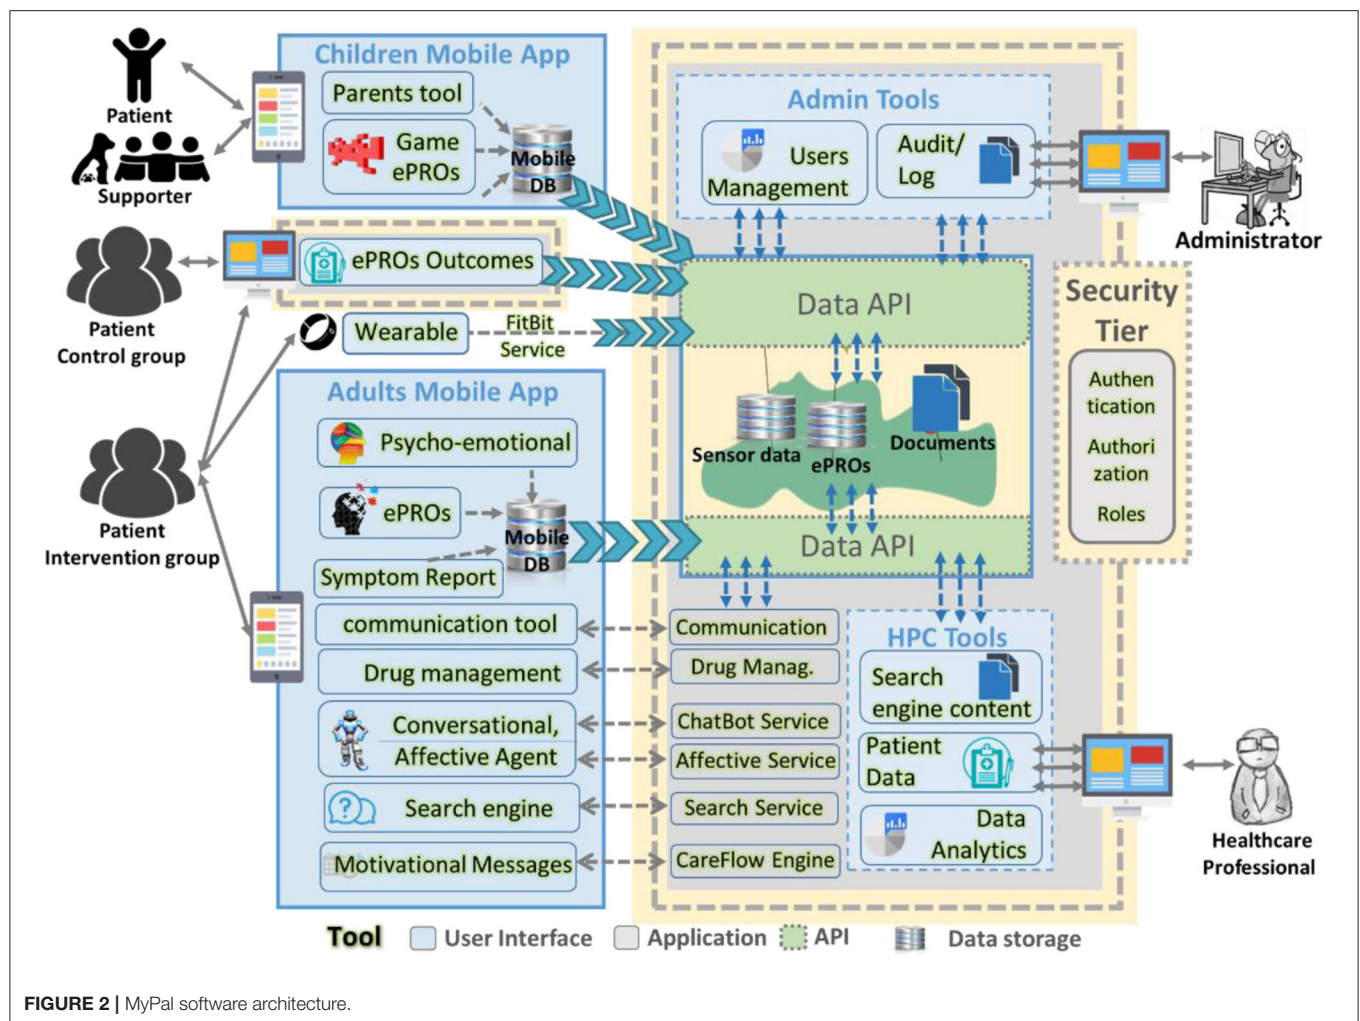 Children Mobile App
Parents tool
Game
ePROs
Mobile
DB
Patient
Supporter
Admin Tools
Users
Management
Audit/
Log
Administrator
ePROs Outcomes
Patient
Control group
Wearable
FitBit
Service
Data API
Security
Tier
Authen
tication
Authori
zation
Roles
Sensor data
ePROs
Documents
Data API
Adults Mobile App
Psycho-emotional
ePROs
Mobile
DB
Symptom Report
Patient
Intervention group
communication tool
Drug management
Conversational,
Affective Agent
Search engine
Motivational Messages
Communication
Drug Manag.
ChatBot Service
Affective Service
Search Service
CareFlow Engine
HPC Tools
Search
engine content
Patient
Data
Data
Analytics
Healthcare
Professional
Tool
User Interface
Application
API
Data storage
FIGURE 2 | MyPal software architecture.